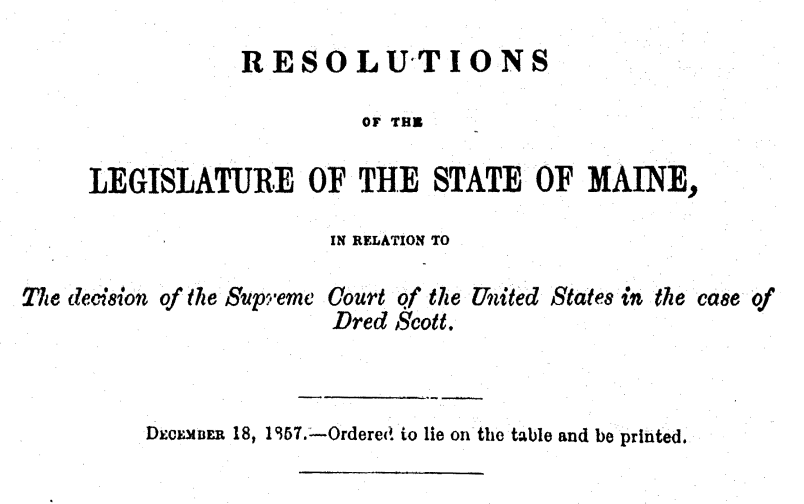 RESOLUTIONS
OF THE
LEGISLATURE OF THE STATE OF MAINE,
IN RELATION TO
The decision of the Supreme Court of the United States in the case of
Dred Scott.
DECEMBER 18, 1857.—Ordered to lie on the table and be printed.